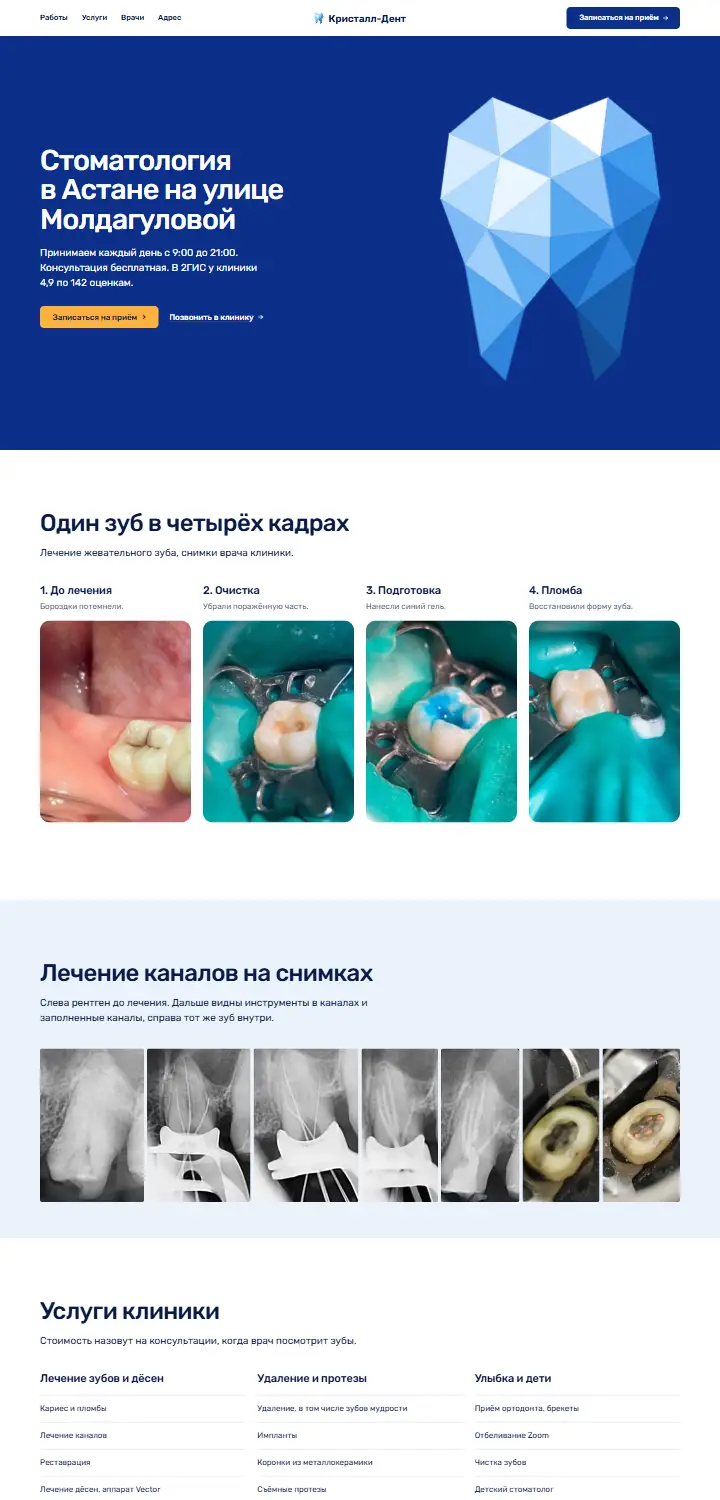 Работы Услуги Врачи Адрес
Кристалл-Дент
Записаться на приём →
Стоматология
в Астане на улице
Молдагуловой
Принимаем каждый день с 9:00 до 21:00.
Консультация бесплатная. В 2ГИС у клиники
4,9 по 142 оценкам.
Записаться на приём ›
Позвонить в клинику →
Один зуб в четырёх кадрах
Лечение жевательного зуба, снимки врача клиники.
1. До лечения
Бороздки потемнели.
2. Очистка
Убрали поражённую часть.
3. Подготовка
Нанесли синий гель.
4. Пломба
Восстановили форму зуба.
Лечение каналов на снимках
Слева рентген до лечения. Дальше видны инструменты в каналах и
заполненные каналы, справа тот же зуб внутри.
Услуги клиники
Стоимость назовут на консультации, когда врач посмотрит зубы.
Лечение зубов и дёсен
Кариес и пломбы
Лечение каналов
Реставрация
Лечение дёсен, аппарат Vector
Удаление и протезы
Удаление, в том числе зубов мудрости
Импланты
Коронки из металлокерамики
Съёмные протезы
Улыбка и дети
Приём ортодонта, брекеты
Отбеливание Zoom
Чистка зубов
Детский стоматолог